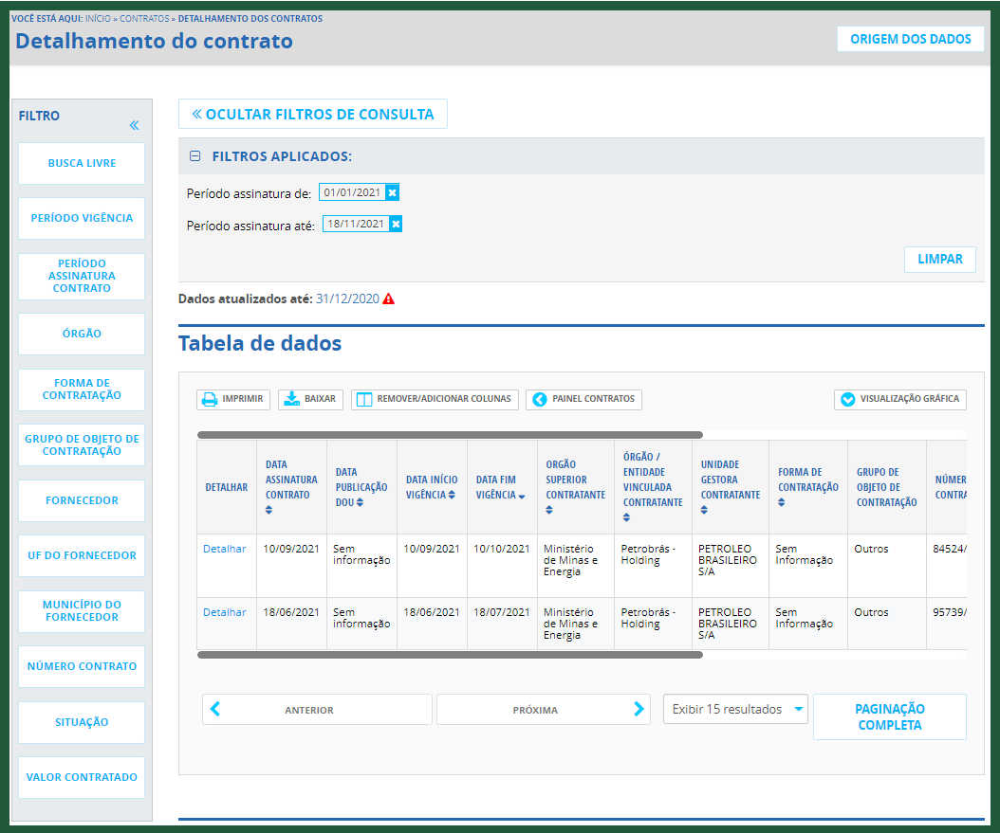 VOCÊ ESTÁ AQUI: INÍCIO » CONTRATOS » DETALHAMENTO DOS CONTRATOS
Detalhamento do contrato
ORIGEM DOS DADOS
FILTRO
BUSCA LIVRE
PERÍODO VIGÊNCIA
PERÍODO
ASSINATURA
CONTRATO
ÓRGÃO
FORMA DE
CONTRATAÇÃO
GRUPO DE OBJETO DE
CONTRATAÇÃO
FORNECEDOR
UF DO FORNECEDOR
MUNICÍPIO DO
FORNECEDOR
NÚMERO CONTRATO
SITUAÇÃO
VALOR CONTRATADO
OCULTAR FILTROS DE CONSULTA
FILTROS APLICADOS:
Período assinatura de: 01/01/2021
Período assinatura até: 18/11/2021
LIMPAR
Dados atualizados até: 31/12/2020
Tabela de dados
IMPRIMIR BAIXAR REMOVER/ADICIONAR COLUNAS PAINEL CONTRATOS VISUALIZAÇÃO GRÁFICA
DETALHAR
DATA
ASSINATURA
CONTRATO
DATA
PUBLICAÇÃO
DOU
DATA INÍCIO
VIGÊNCIA
DATA FIM
VIGÊNCIA
ORGÃO
SUPERIOR
CONTRATANTE
ÓRGÃO /
ENTIDADE
VINCULADA
CONTRATANTE
UNIDADE
GESTORA
CONTRATANTE
FORMA DE
CONTRATAÇÃO
GRUPO DE
OBJETO DE
CONTRATAÇÃO
NÚMER
CONTRA
Detalhar
10/09/2021
Sem
informação
10/09/2021
10/10/2021
Ministério
de Minas e
Energia
Petrobrás -
Holding
PETROLEO
BRASILEIRO
S/A
Sem
Informação
Outros
84524/
Detalhar
18/06/2021
Sem
informação
18/06/2021
18/07/2021
Ministério
de Minas e
Energia
Petrobrás -
Holding
PETROLEO
BRASILEIRO
S/A
Sem
Informação
Outros
95739/
ANTERIOR
PRÓXIMA
Exibir 15 resultados
PAGINAÇÃO
COMPLETA